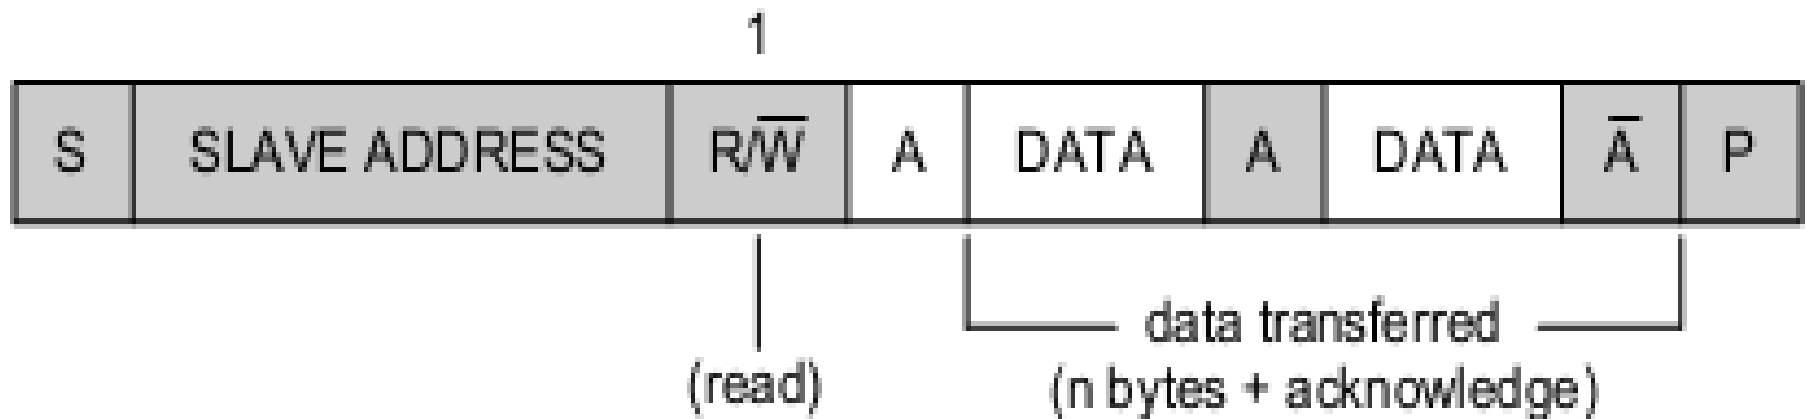 1
S SLAVE ADDRESS R/W̅ A DATA A DATA A̅ P
data transferred
(read) (n bytes + acknowledge)